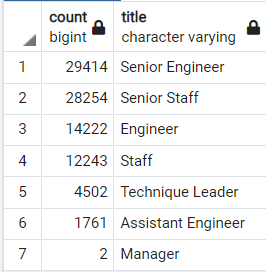 count title
bigint character varying
1 29414 Senior Engineer
2 28254 Senior Staff
3 14222 Engineer
4 12243 Staff
5 4502 Technique Leader
6 1761 Assistant Engineer
7 2 Manager